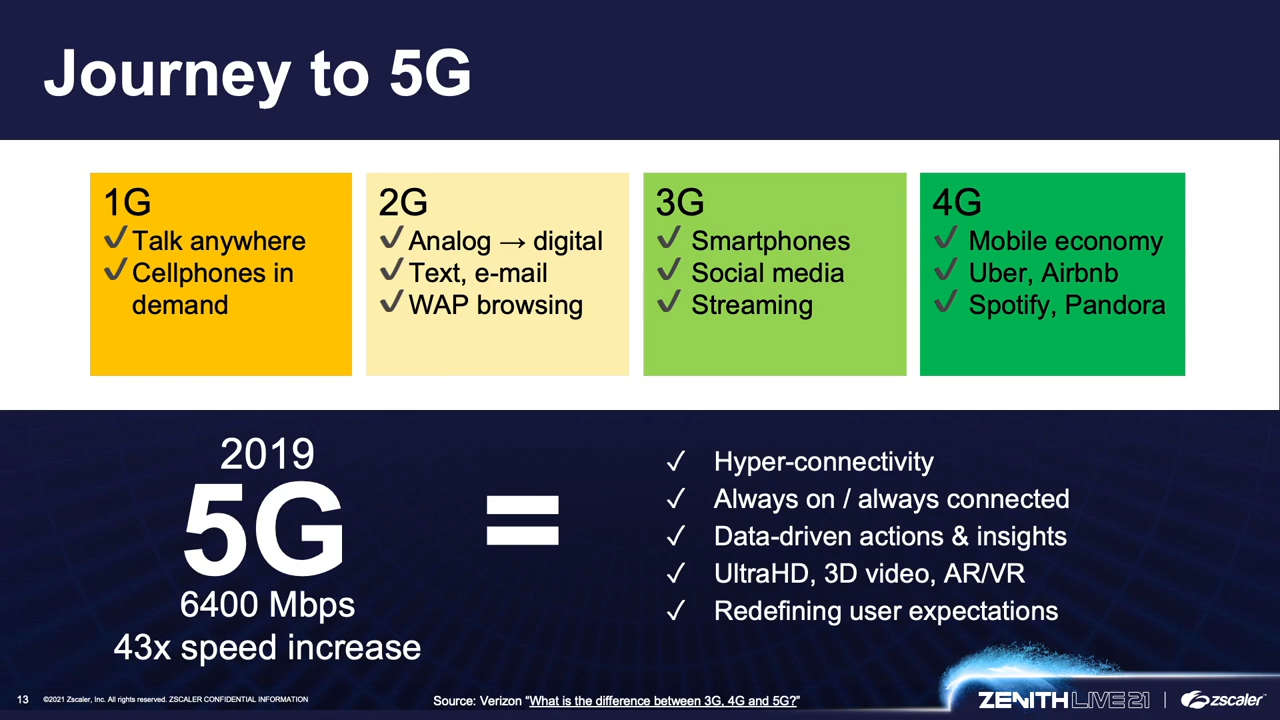 Journey to 5G
1G
✓ Talk anywhere
✓ Cellphones in
demand
2G
✓ Analog → digital
✓ Text, e-mail
✓ WAP browsing
3G
✓ Smartphones
✓ Social media
✓ Streaming
4G
✓ Mobile economy
✓ Uber, Airbnb
✓ Spotify, Pandora
2019
5G
6400 Mbps
43x speed increase
=
✓ Hyper-connectivity
✓ Always on / always connected
✓ Data-driven actions & insights
✓ UltraHD, 3D video, AR/VR
✓ Redefining user expectations
13 ©2021 Zscaler, Inc. All rights reserved. ZSCALER CONFIDENTIAL INFORMATION
Source: Verizon “What is the difference between 3G, 4G and 5G?”
ZENITH LIVE 21 | zscaler™